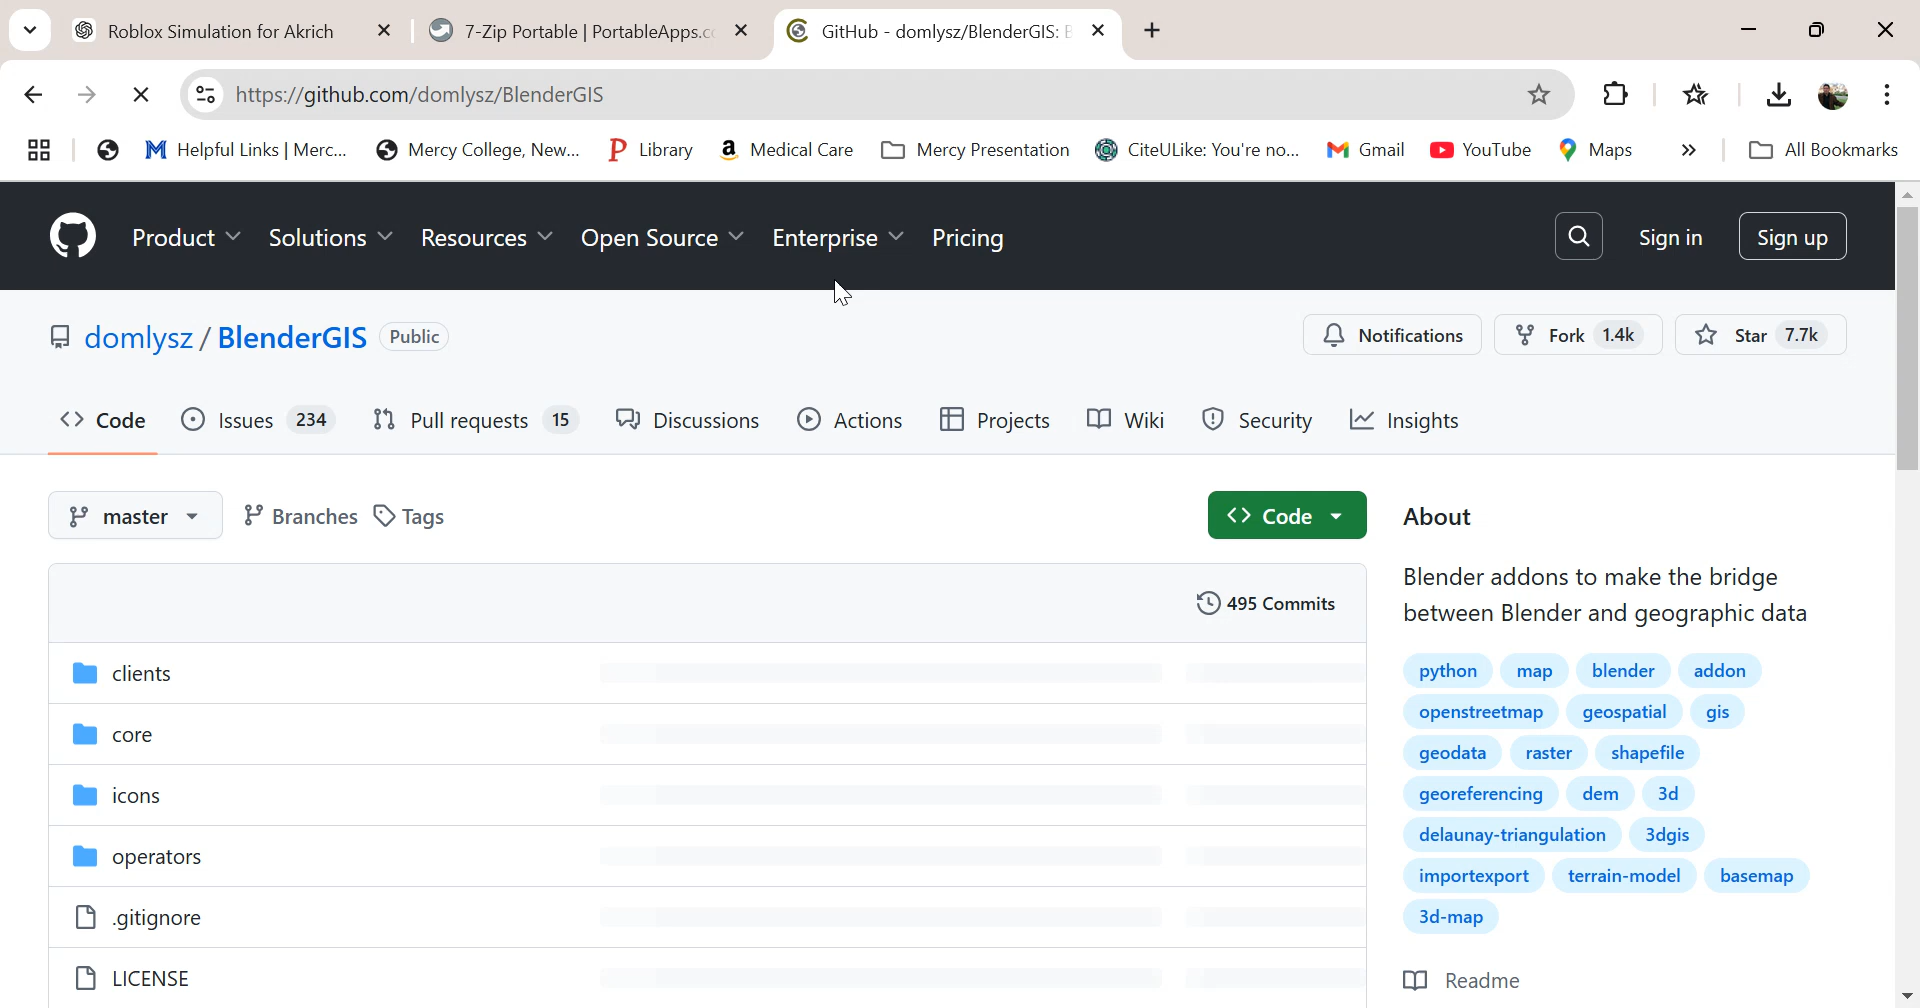 Roblox Simulation for Akrich
7-Zip Portable | PortableApps.c
GitHub - domlysz/BlenderGIS:
https://github.com/domlysz/BlenderGIS
Helpful Links | Merc...
Mercy College, New...
Library
Medical Care
Mercy Presentation
CiteULike: You're no...
Gmail
YouTube
Maps
»
All Bookmarks
Product
Solutions
Resources
Open Source
Enterprise
Pricing
Sign in
Sign up
domlysz / BlenderGIS Public
Notifications
Fork 1.4k
Star 7.7k
Code
Issues 234
Pull requests 15
Discussions
Actions
Projects
Wiki
Security
Insights
master
Branches
Tags
Code
About
495 Commits
Blender addons to make the bridge
between Blender and geographic data
clients
core
icons
operators
.gitignore
LICENSE
python map blender addon
openstreetmap geospatial gis
geodata raster shapefile
georeferencing dem 3d
delaunay-triangulation 3dgis
importexport terrain-model basemap
3d-map
Readme